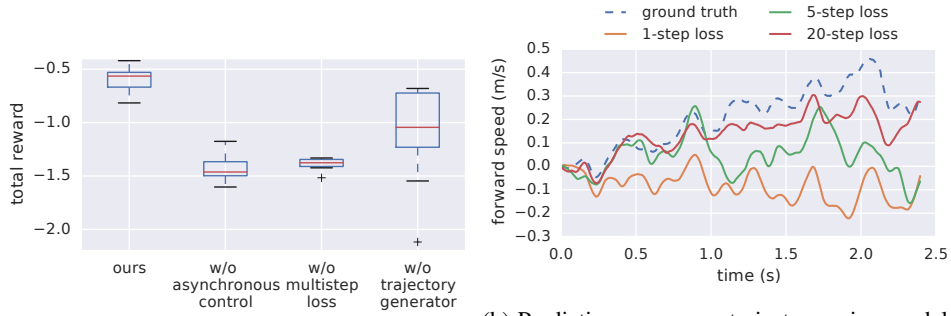 −0.5
−1.0
−1.5
−2.0
total reward
ours
w/o asynchronous control
w/o multistep loss
w/o trajectory generator
ground truth
1-step loss
5-step loss
20-step loss
0.5
0.4
0.3
0.2
0.1
0.0
−0.1
−0.2
−0.3
forward speed (m/s)
0.0 0.5 1.0 1.5 2.0 2.5
time (s)